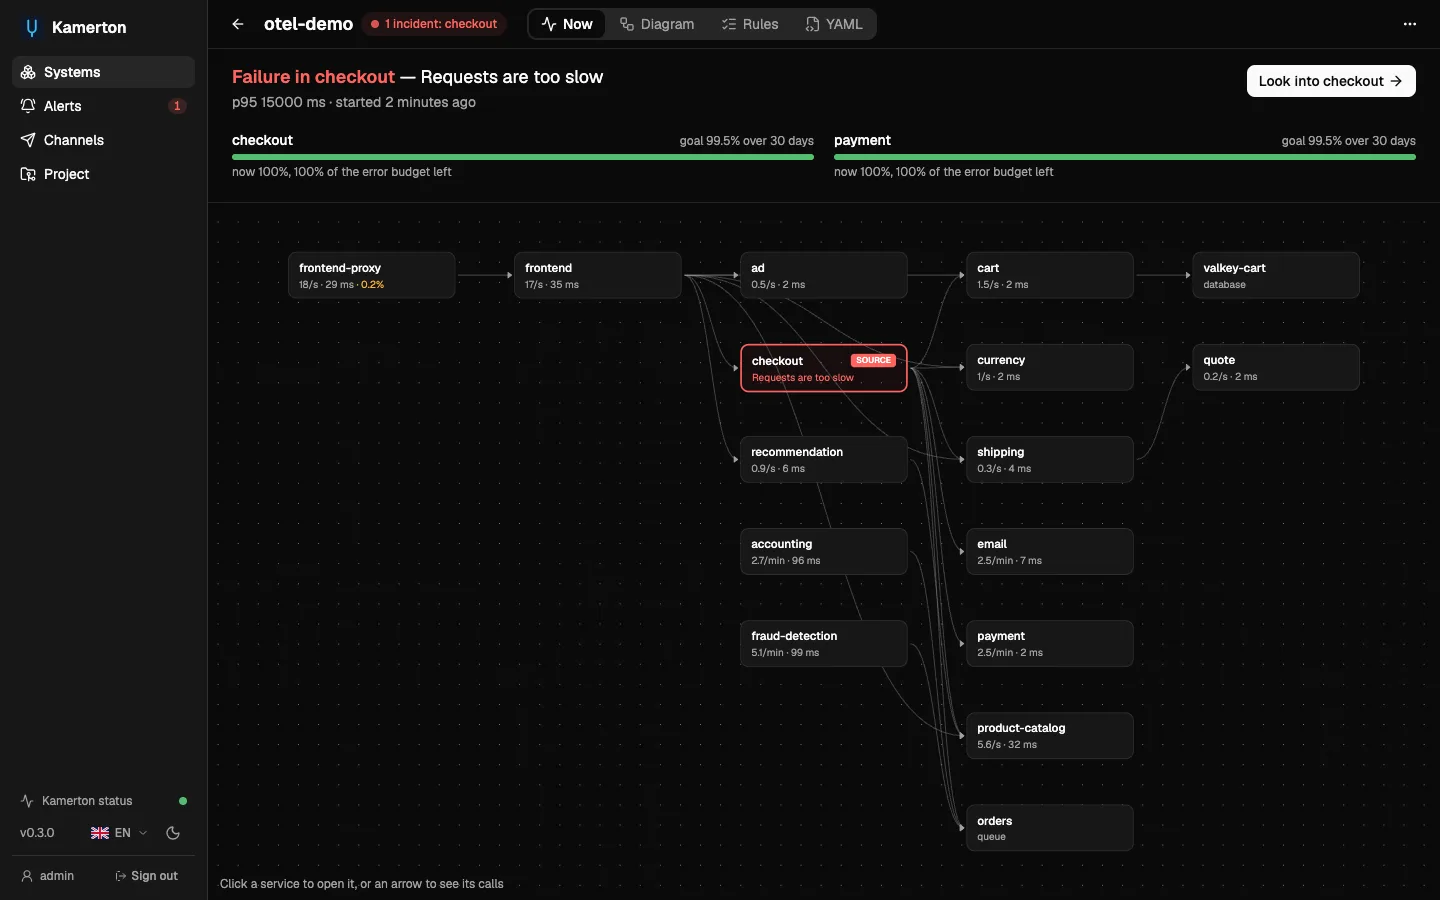 Kamerton
Systems
Alerts 1
Channels
Project
Kamerton status
v0.3.0 EN
admin Sign out
otel-demo 1 incident: checkout Now Diagram Rules YAML
Failure in checkout — Requests are too slow
p95 15000 ms · started 2 minutes ago
Look into checkout
checkout goal 99.5% over 30 days
now 100%, 100% of the error budget left
payment goal 99.5% over 30 days
now 100%, 100% of the error budget left
frontend-proxy
18/s · 29 ms · 0.2%
frontend
17/s · 35 ms
ad
0.5/s · 2 ms
cart
1.5/s · 2 ms
valkey-cart
database
checkout SOURCE
Requests are too slow
currency
1/s · 2 ms
quote
0.2/s · 2 ms
recommendation
0.9/s · 6 ms
shipping
0.3/s · 4 ms
accounting
2.7/min · 96 ms
email
2.5/min · 7 ms
fraud-detection
5.1/min · 99 ms
payment
2.5/min · 2 ms
product-catalog
5.6/s · 32 ms
orders
queue
Click a service to open it, or an arrow to see its calls